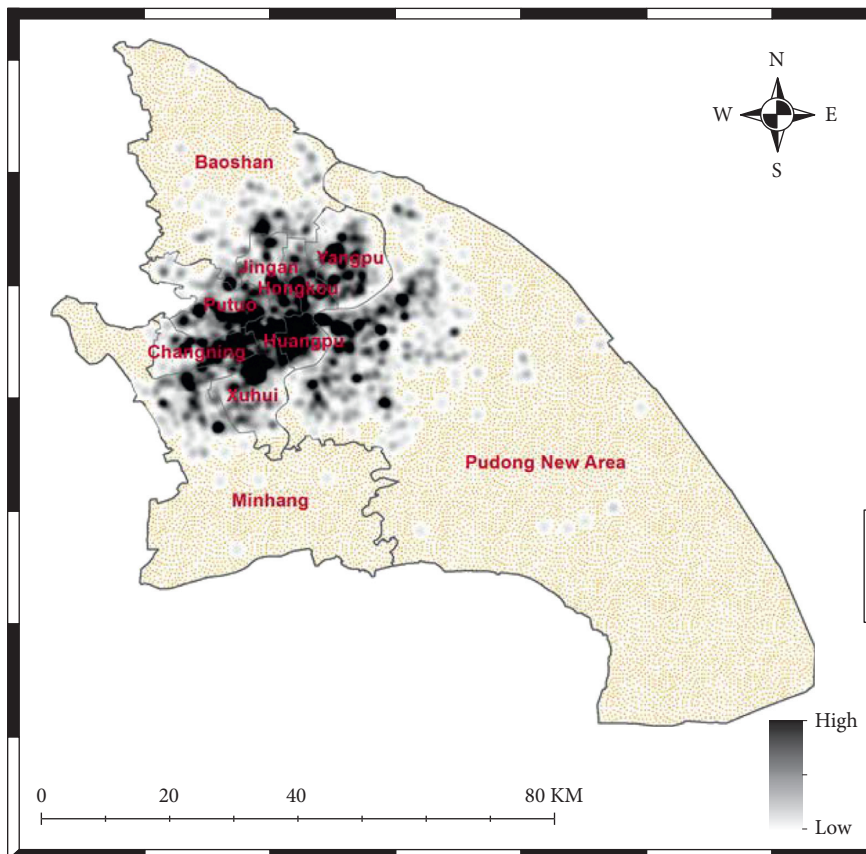 N
W E
S
Baoshan
Yangpu
Jingan
Hongkou
Putuo
Huangpu
Changning
Xuhui
Pudong New Area
Minhang
High
Low
0 20 40 80 KM